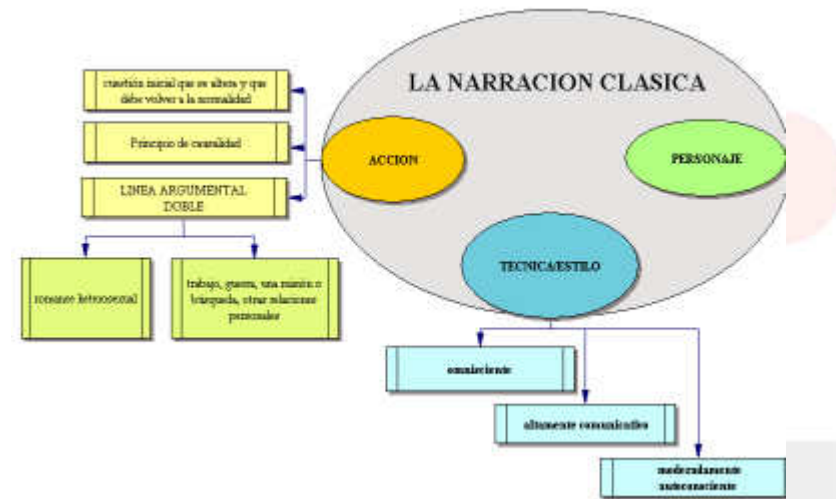 LA NARRACION CLASICA
cuestión inicial que se altera y que
debe volver a la normalidad
Principio de causalidad
LINEA ARGUMENTAL
DOBLE
romance heterosexual
trabajo, guerra, una misión o
búsqueda, otras relaciones
personales
ACCION
PERSONAJE
TECNICA/ESTILO
omnisciente
altamente comunicativo
moderadamente
autoconsciente